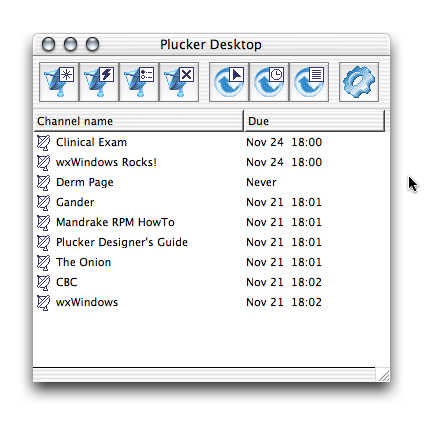 Plucker Desktop
Channel name Due
Clinical Exam Nov 24 18:00
wxWindows Rocks! Nov 24 18:00
Derm Page Never
Gander Nov 21 18:01
Mandrake RPM HowTo Nov 21 18:01
Plucker Designer's Guide Nov 21 18:01
The Onion Nov 21 18:01
CBC Nov 21 18:02
wxWindows Nov 21 18:02